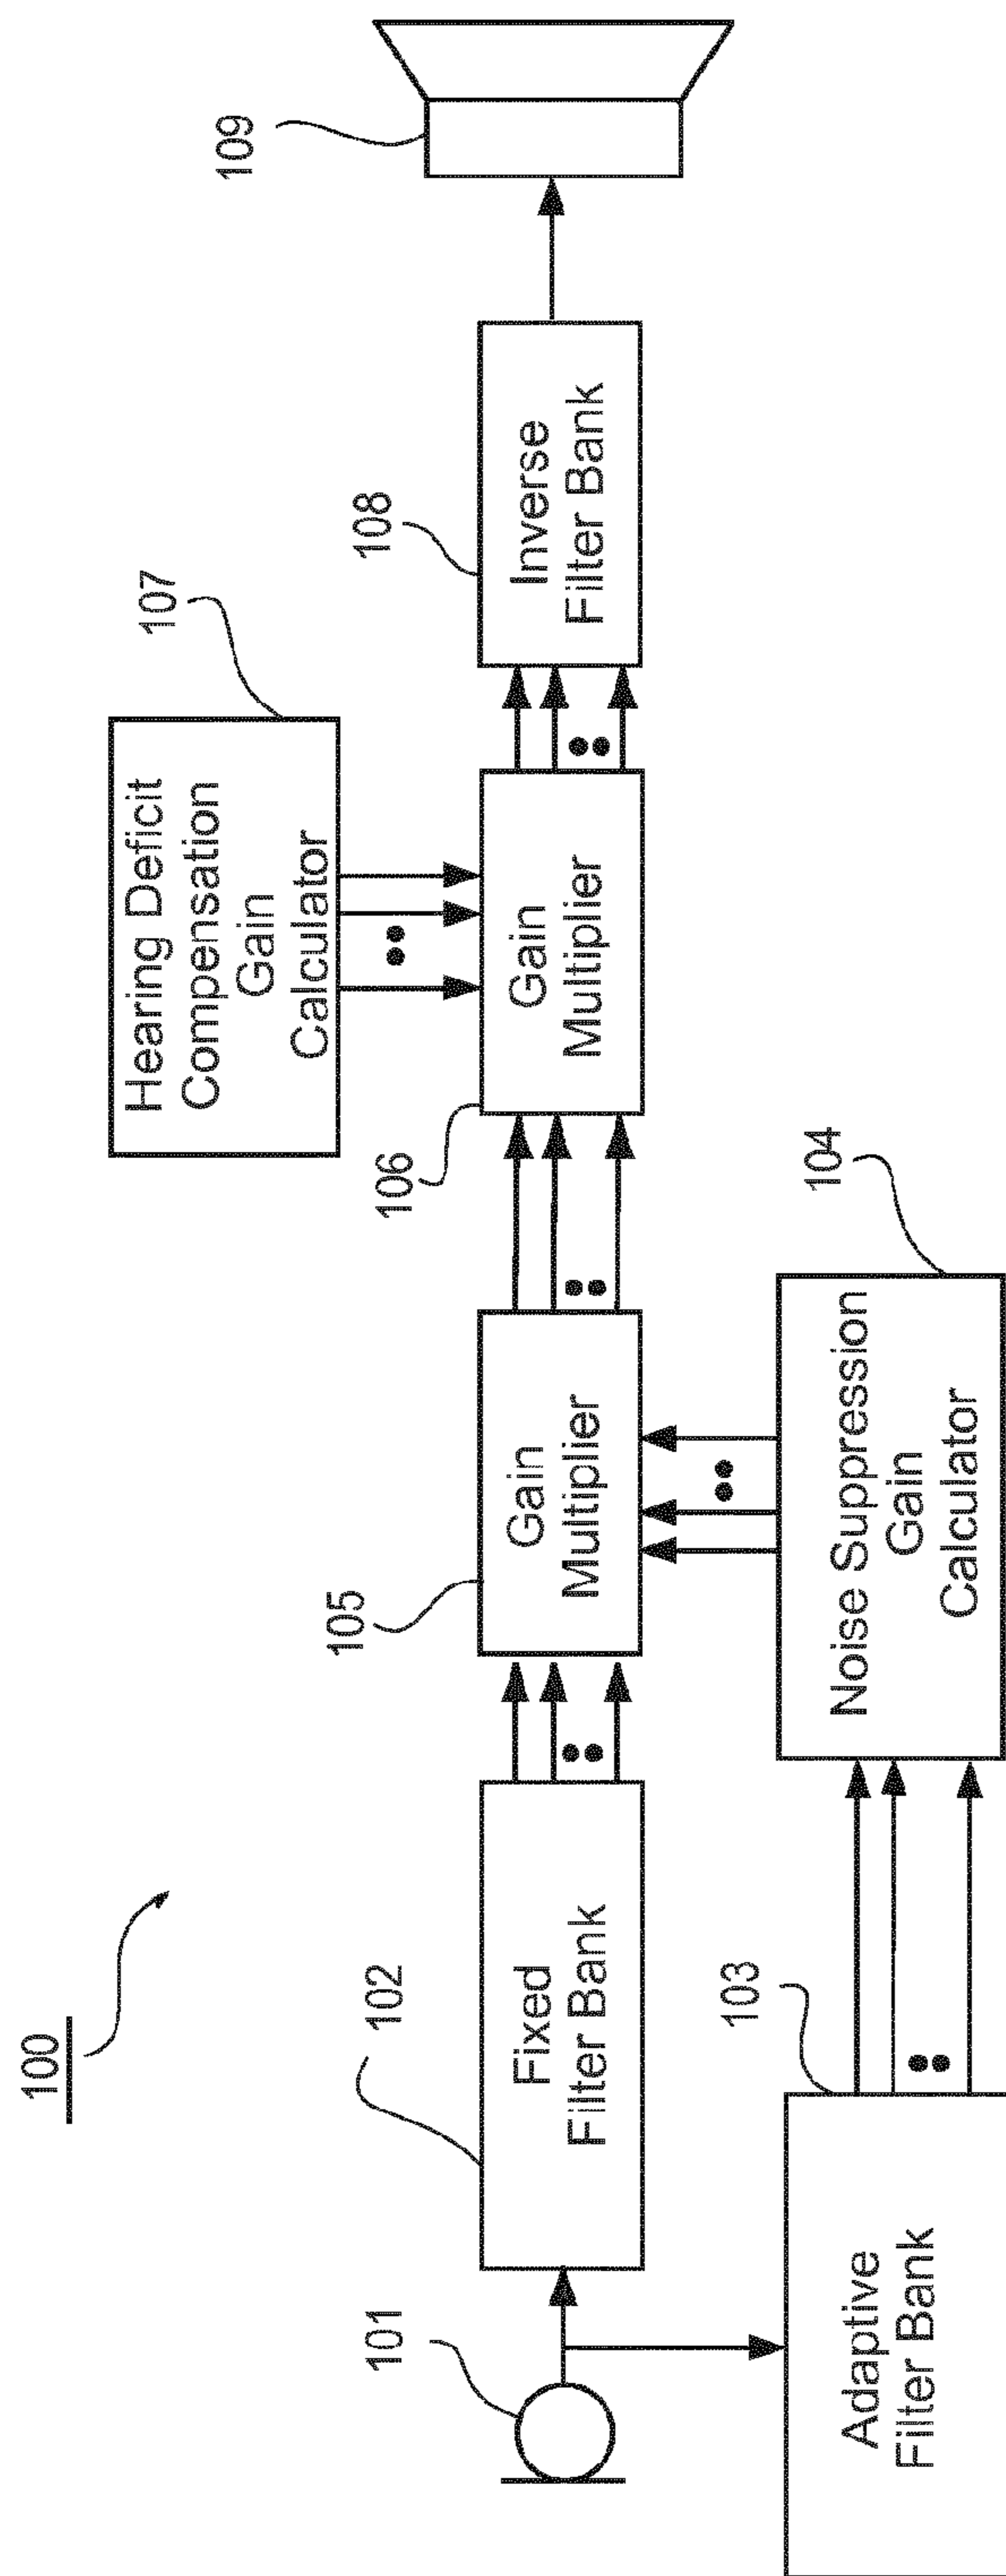 100
101
102
Fixed
Filter Bank
103
Adaptive
Filter Bank
104
Noise Suppression
Gain
Calculator
105
Gain
Multiplier
106
Gain
Multiplier
107
Hearing Deficit
Compensation
Gain
Calculator
108
Inverse
Filter Bank
109